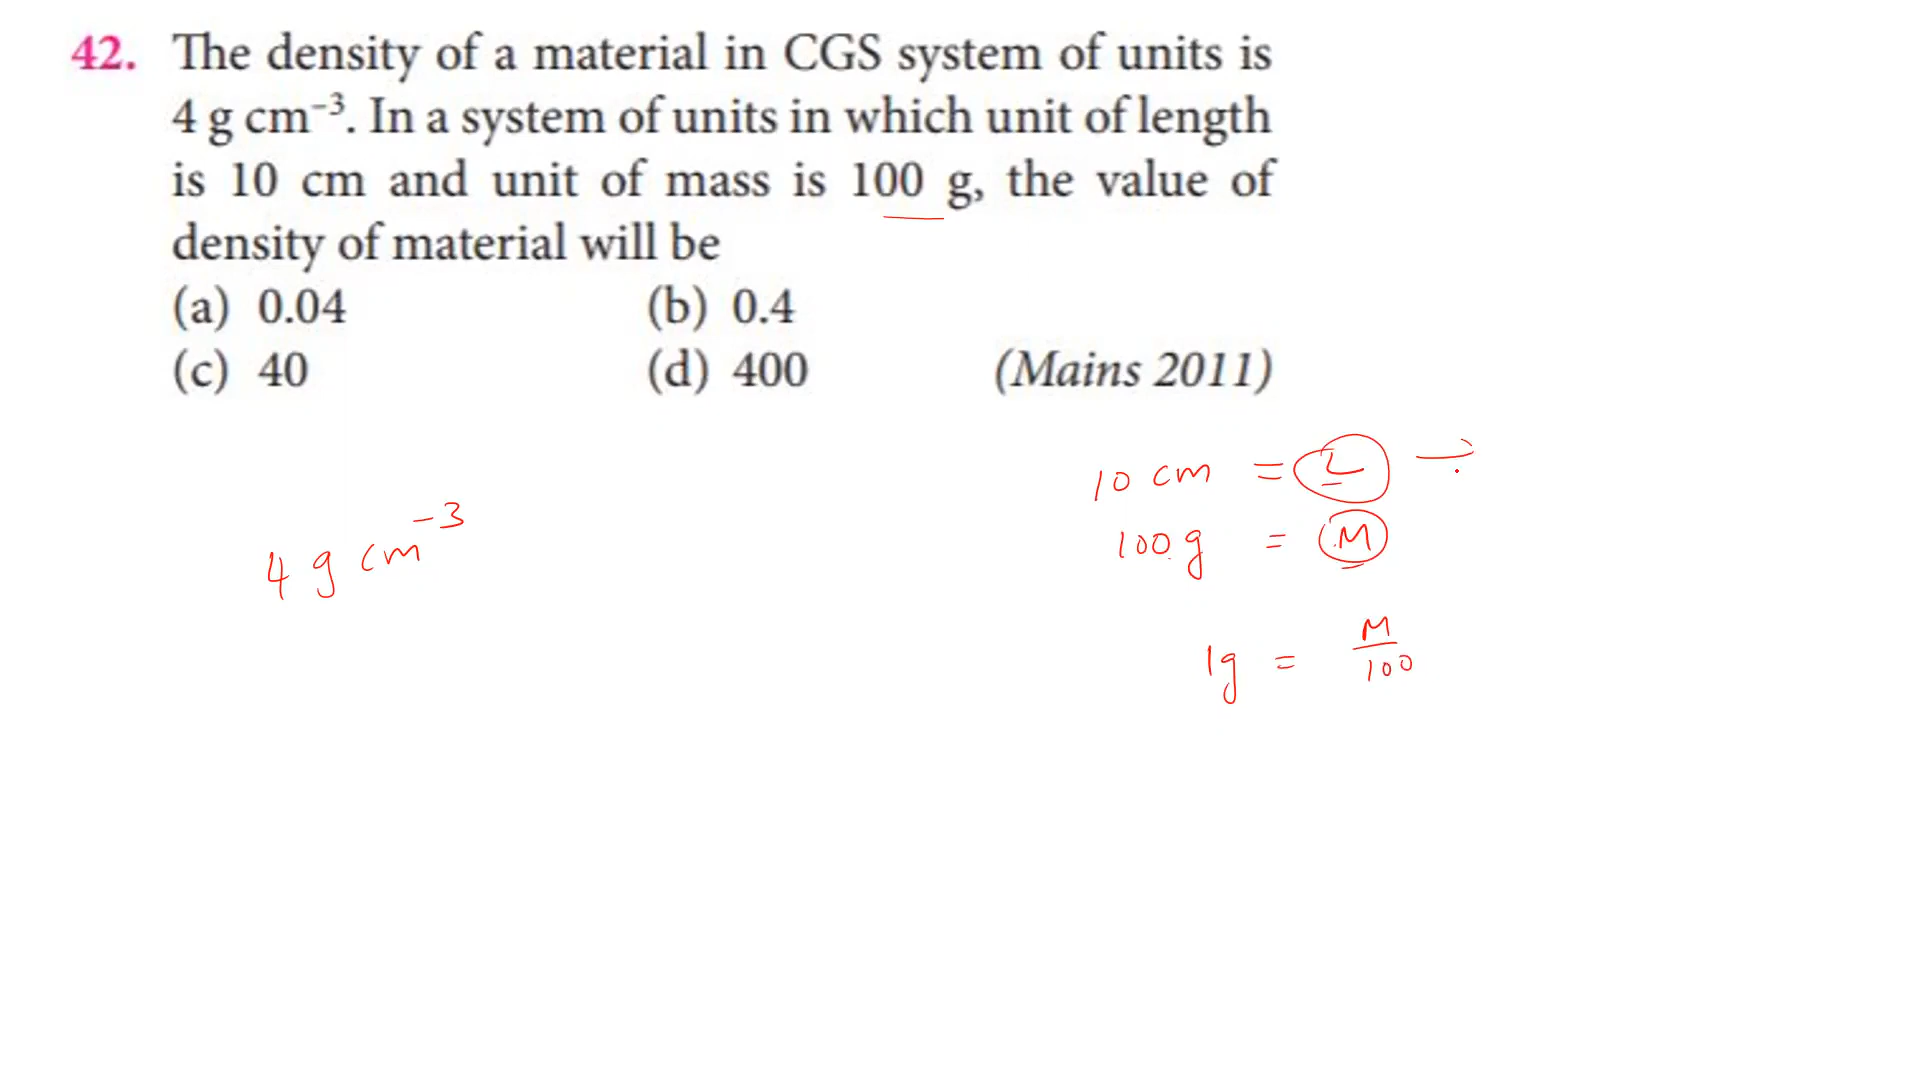 42. The density of a material in CGS system of units is
4 g cm⁻³. In a system of units in which unit of length
is 10 cm and unit of mass is 100 g, the value of
density of material will be
(a) 0.04 (b) 0.4
(c) 40 (d) 400 (Mains 2011)
10 cm = L
100 g = M
4 g cm⁻³
1g = M/100